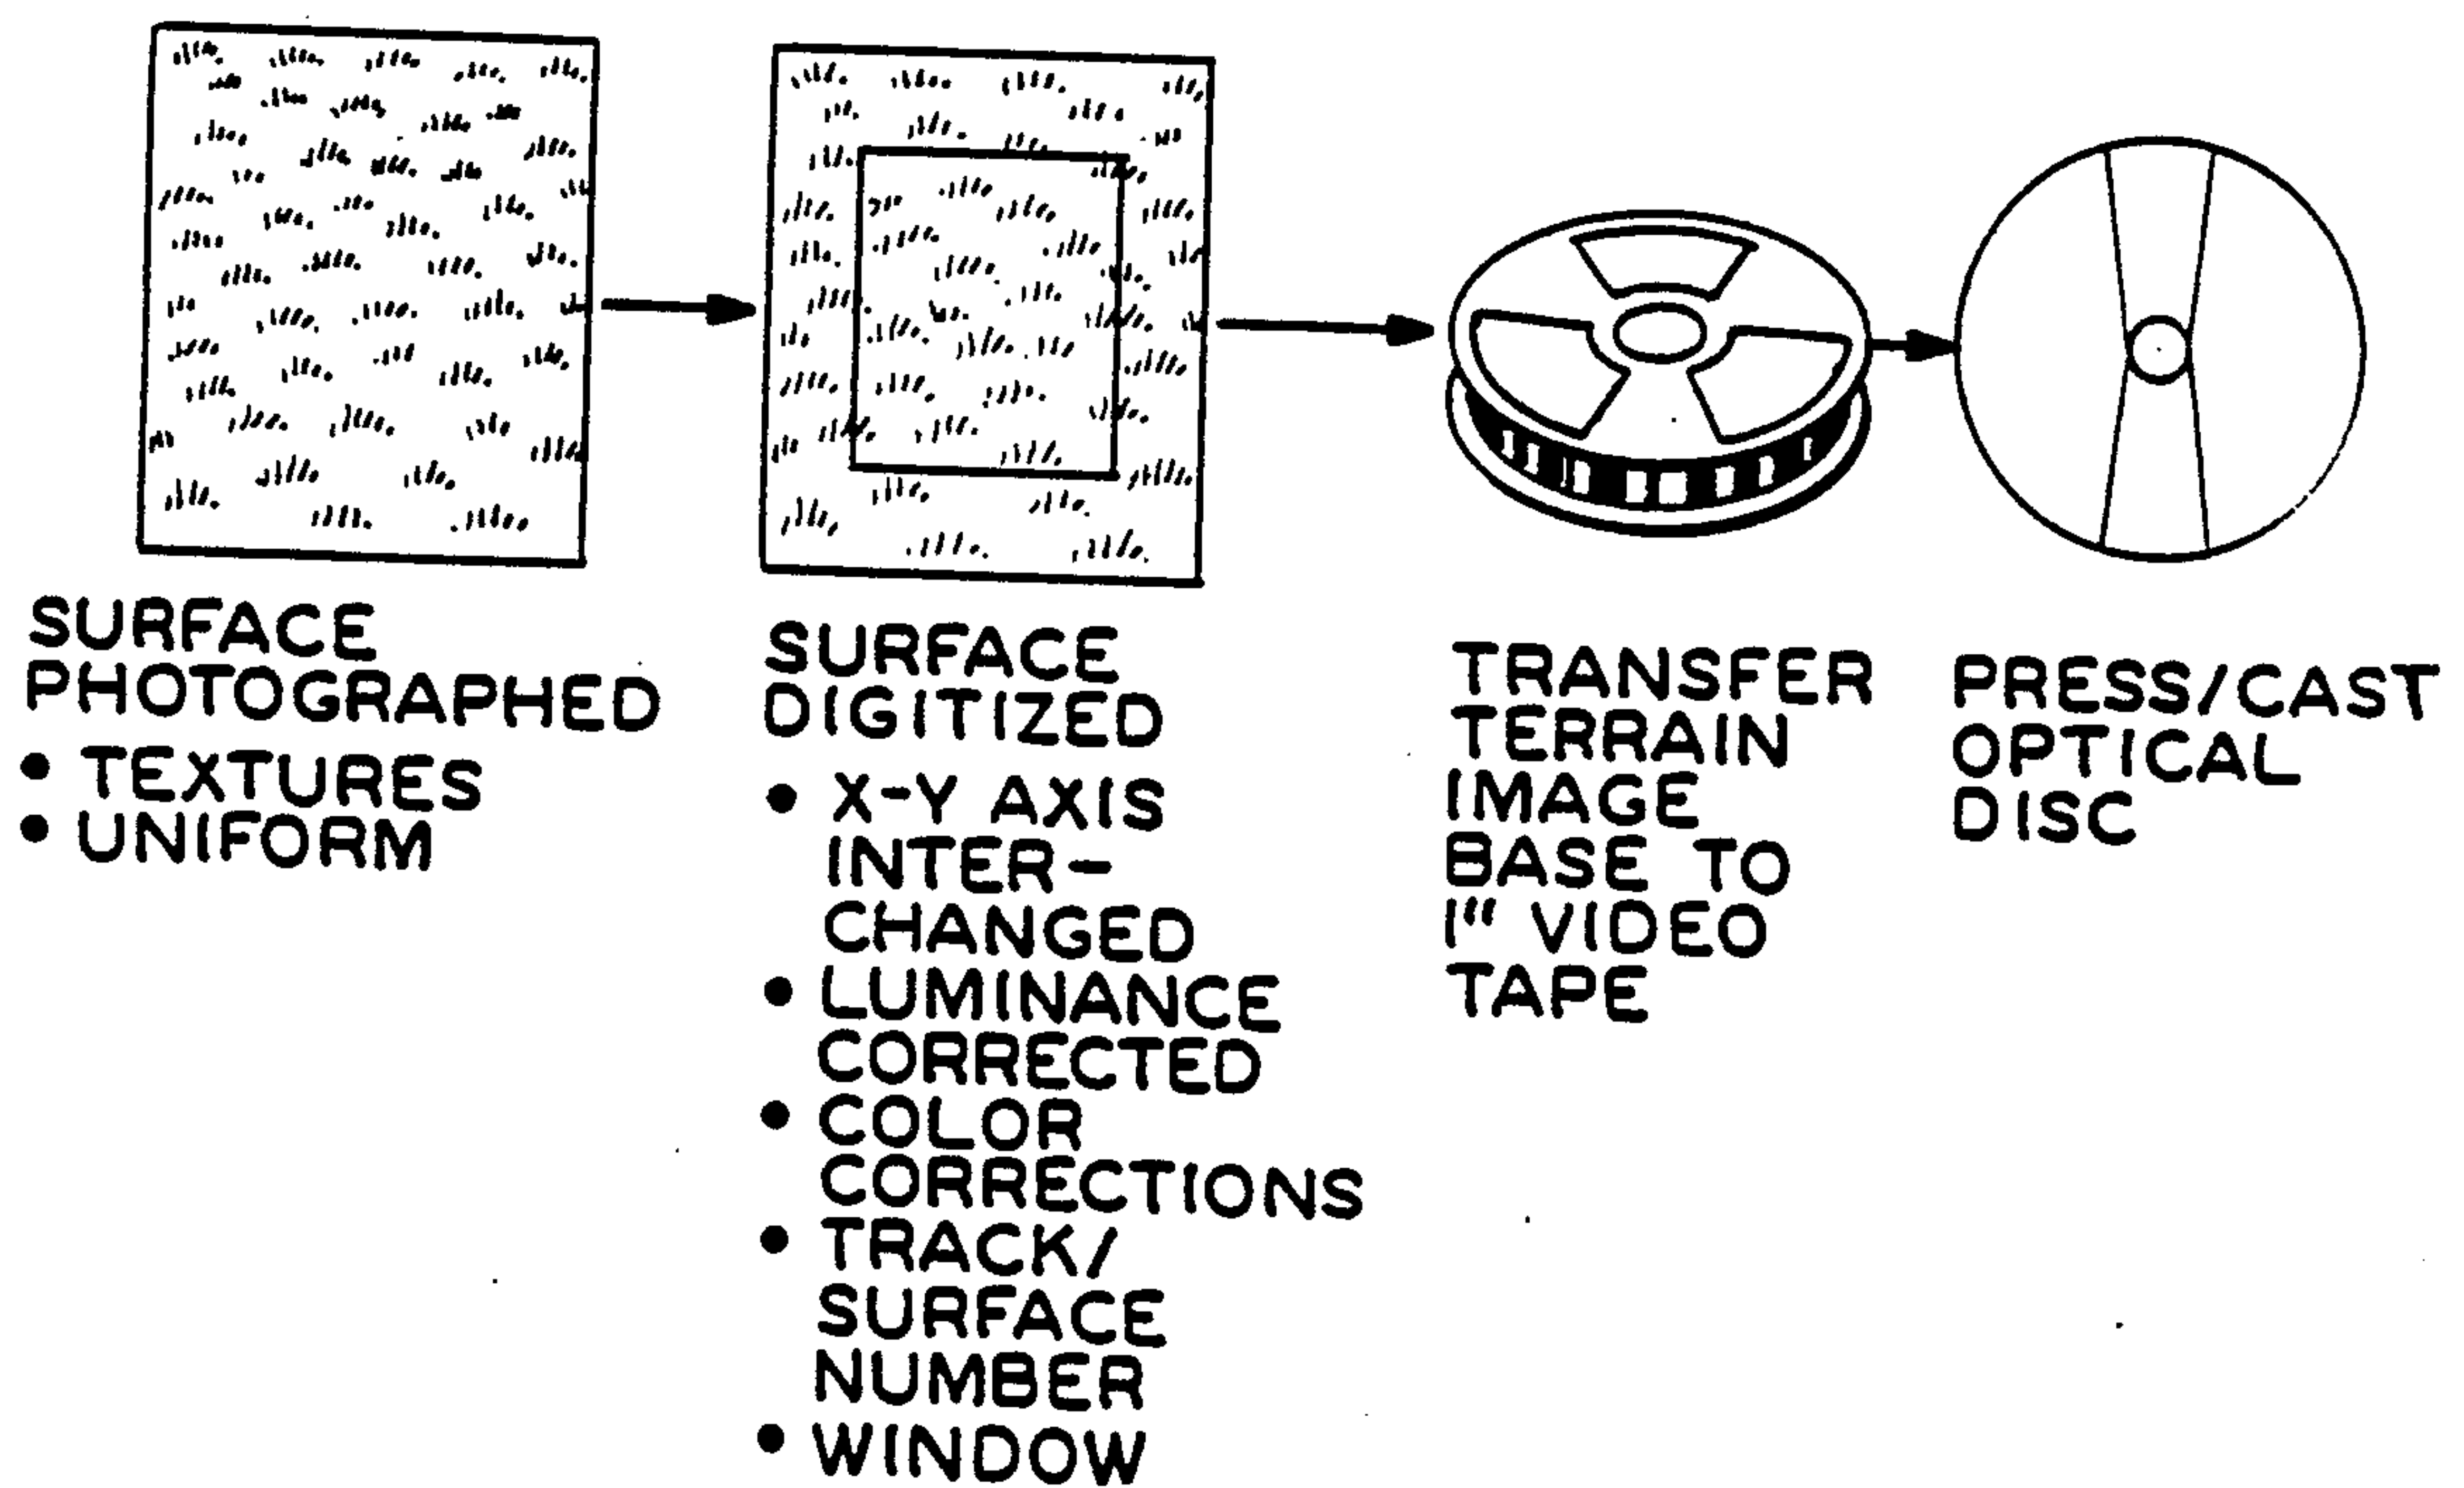 SURFACE
PHOTOGRAPHED
• TEXTURES
• UNIFORM
SURFACE
DIGITIZED
• X-Y AXIS
INTER-
CHANGED
• LUMINANCE
CORRECTED
• COLOR
CORRECTIONS
• TRACK/
SURFACE
NUMBER
• WINDOW
TRANSFER
TERRAIN
IMAGE
BASE TO
1" VIDEO
TAPE
PRESS/CAST
OPTICAL
DISC